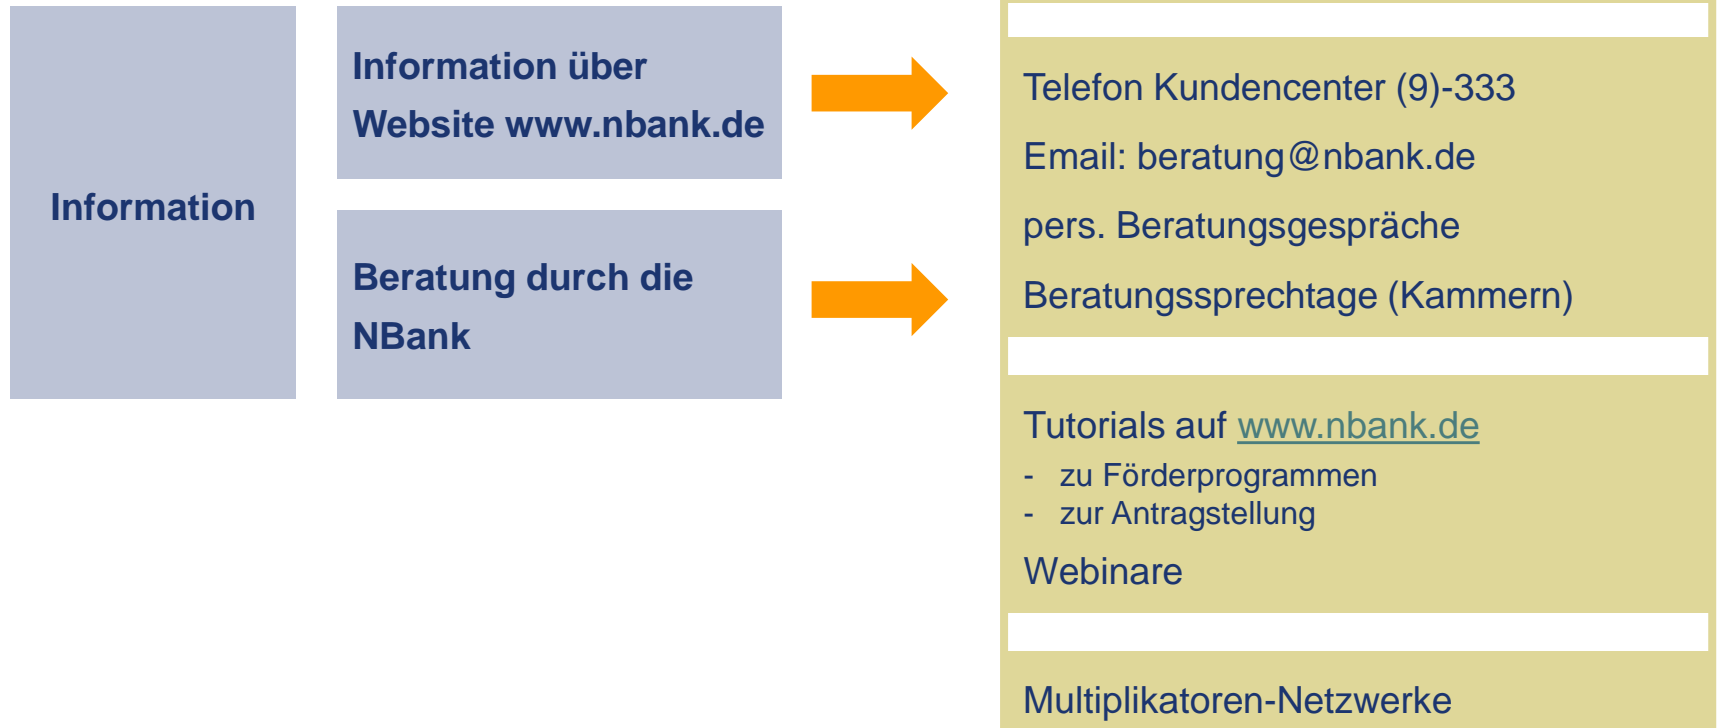 Information
Information über
Website www.nbank.de
Beratung durch die
NBank
Telefon Kundencenter (9)-333
Email: beratung@nbank.de
pers. Beratungsgespräche
Beratungssprechtage (Kammern)
Tutorials auf www.nbank.de
- zu Förderprogrammen
- zur Antragstellung
Webinare
Multiplikatoren-Netzwerke